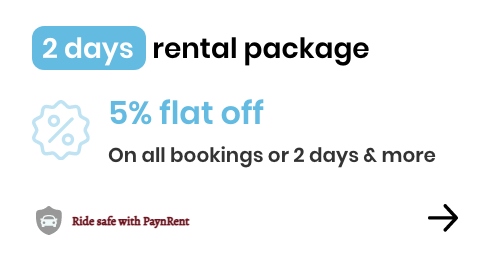 2 days rental package
5% flat off
On all bookings or 2 days & more
Ride safe with PaynRent